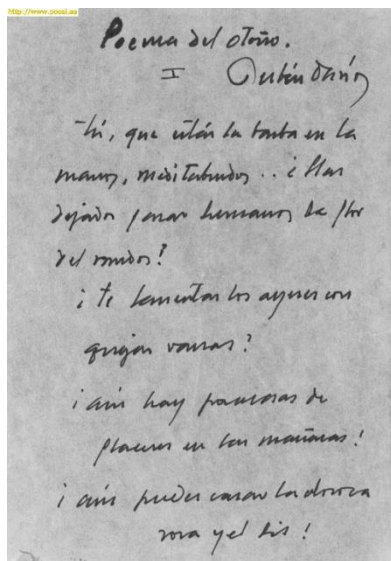 http://www.poesi.as
Poema del otoño.
I Rubén Darío
Tú, que estás la barba en la
mano, meditabundo.. ¿Has
dejado pasar hermano, la flor
del mundo?
¿te lamentas los ayeres con
quejas vanas?
¡aún hay promesas de
placeres en las mañanas!
¡aún puedes casar la olorosa
rosa y el lis!